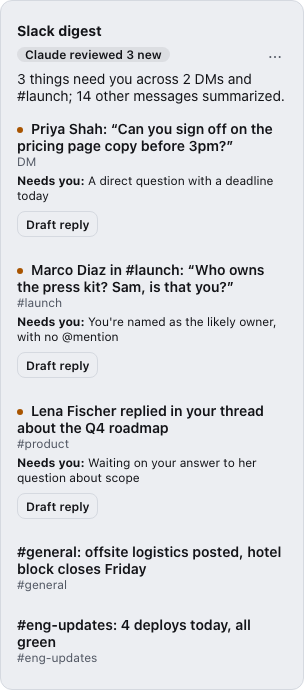 Slack digest
Claude reviewed 3 new
...
3 things need you across 2 DMs and
#launch; 14 other messages summarized.
Priya Shah: “Can you sign off on the
pricing page copy before 3pm?”
DM
Needs you: A direct question with a deadline
today
Draft reply
Marco Diaz in #launch: “Who owns
the press kit? Sam, is that you?”
#launch
Needs you: You're named as the likely owner,
with no @mention
Draft reply
Lena Fischer replied in your thread
about the Q4 roadmap
#product
Needs you: Waiting on your answer to her
question about scope
Draft reply
#general: offsite logistics posted, hotel
block closes Friday
#general
#eng-updates: 4 deploys today, all
green
#eng-updates